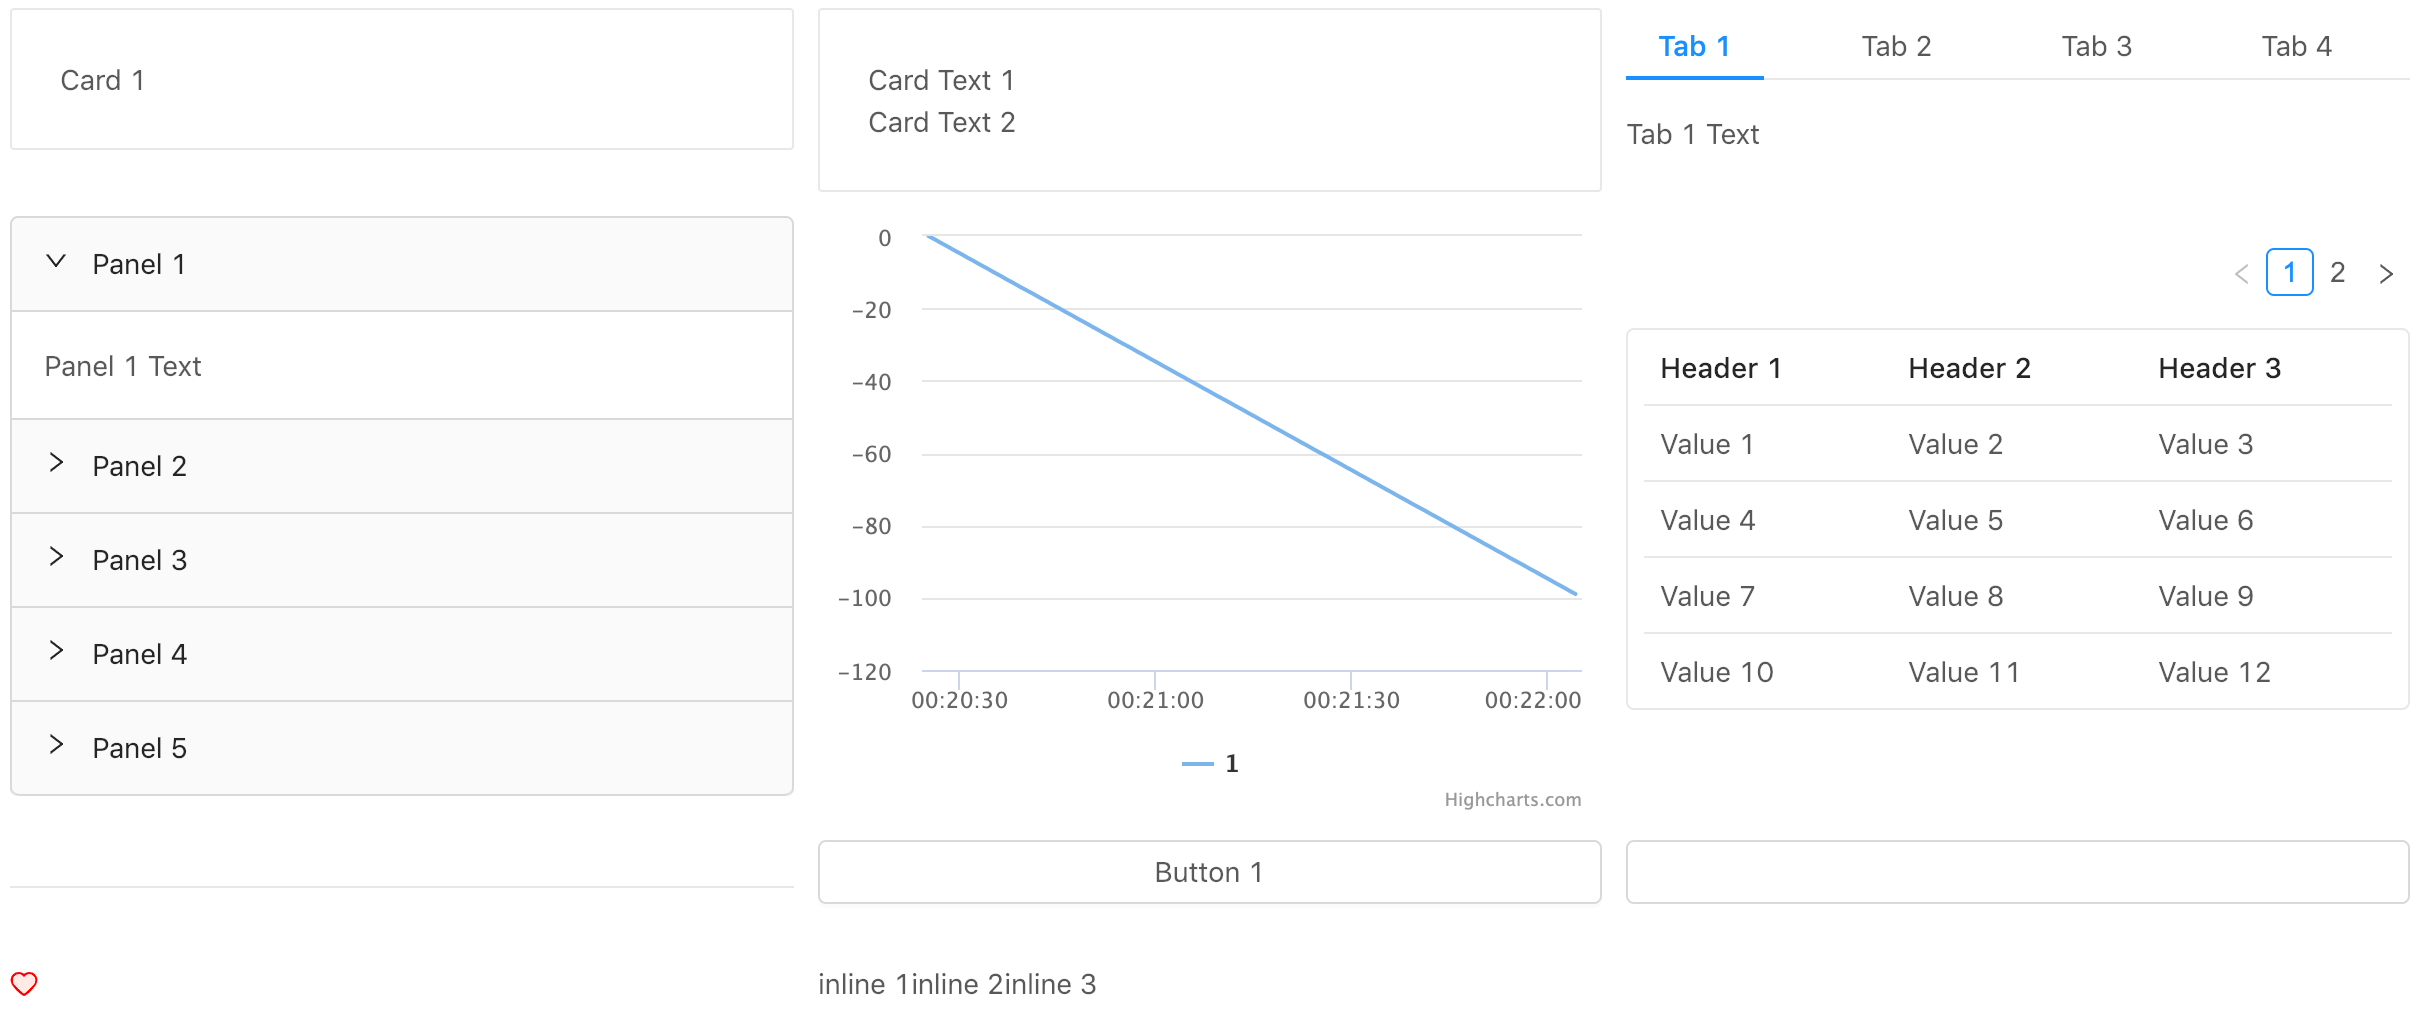 Card 1
Card Text 1
Card Text 2
Tab 1 Tab 2 Tab 3 Tab 4
Tab 1 Text
Panel 1
Panel 1 Text
Panel 2
Panel 3
Panel 4
Panel 5
0
−20
−40
−60
−80
−100
−120
00:20:30 00:21:00 00:21:30 00:22:00
1
Highcharts.com
1 2
Header 1 Header 2 Header 3
Value 1 Value 2 Value 3
Value 4 Value 5 Value 6
Value 7 Value 8 Value 9
Value 10 Value 11 Value 12
Button 1
inline 1inline 2inline 3